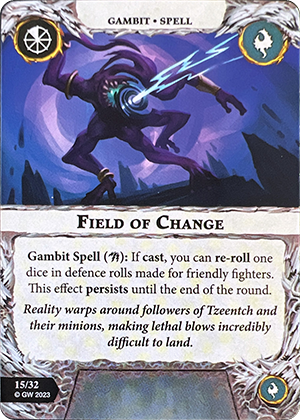 GAMBIT • SPELL
FIELD OF CHANGE
Gambit Spell (): If cast, you can re-roll one
dice in defence rolls made for friendly fighters.
This effect persists until the end of the round.
Reality warps around followers of Tzeentch and
their minions, making lethal blows incredibly
difficult to land.
15/32
© GW 2023